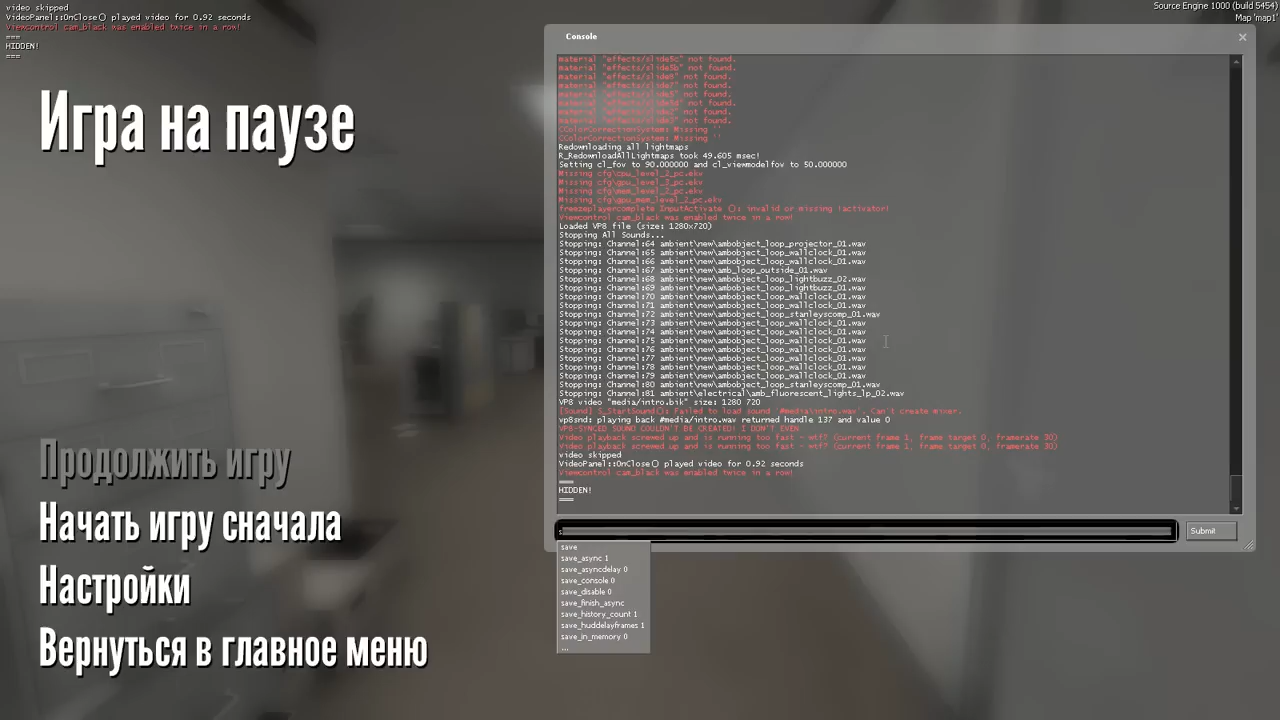 video skipped
VideoPanel::OnClose() played video for 0.92 seconds
Viewcontrol cam_black was enabled twice in a row!
===
HIDDEN!
===
Source Engine 1000 (build 5454)
Map 'map1'
Игра на паузе
Продолжить игру
Начать игру сначала
Настройки
Вернуться в главное меню
Console
material "effects/slide5c" not found.
material "effects/slide5b" not found.
material "effects/slide8" not found.
material "effects/slide7" not found.
material "effects/slide5" not found.
material "effects/slide3d" not found.
material "effects/slide2" not found.
material "effects/slide3" not found.
CColorCorrectionSystem: Missing ''
CColorCorrectionSystem: Missing ''
Redownloading all lightmaps
R_RedownloadAllLightmaps took 49.605 msec!
Setting cl_fov to 90.000000 and cl_viewmodelfov to 50.000000
Missing cfg\cpu_level_2_pc.ekv
Missing cfg\gpu_level_3_pc.ekv
Missing cfg\mem_level_2_pc.ekv
Missing cfg\gpu_mem_level_2_pc.ekv
freezeplayercomplete InputActivate (): invalid or missing !activator!
Viewcontrol cam_black was enabled twice in a row!
Loaded VP8 file (size: 1280x720)
Stopping All Sounds...
Stopping: Channel:64 ambient\new\ambobject_loop_projector_01.wav
Stopping: Channel:65 ambient\new\ambobject_loop_wallclock_01.wav
Stopping: Channel:66 ambient\new\ambobject_loop_wallclock_01.wav
Stopping: Channel:67 ambient\new\amb_loop_outside_01.wav
Stopping: Channel:68 ambient\new\ambobject_loop_lightbuzz_02.wav
Stopping: Channel:69 ambient\new\ambobject_loop_lightbuzz_01.wav
Stopping: Channel:70 ambient\new\ambobject_loop_wallclock_01.wav
Stopping: Channel:71 ambient\new\ambobject_loop_wallclock_01.wav
Stopping: Channel:72 ambient\new\ambobject_loop_stanleyscomp_01.wav
Stopping: Channel:73 ambient\new\ambobject_loop_wallclock_01.wav
Stopping: Channel:74 ambient\new\ambobject_loop_wallclock_01.wav
Stopping: Channel:75 ambient\new\ambobject_loop_wallclock_01.wav
Stopping: Channel:76 ambient\new\ambobject_loop_wallclock_01.wav
Stopping: Channel:77 ambient\new\ambobject_loop_wallclock_01.wav
Stopping: Channel:78 ambient\new\ambobject_loop_wallclock_01.wav
Stopping: Channel:79 ambient\new\ambobject_loop_wallclock_01.wav
Stopping: Channel:80 ambient\new\ambobject_loop_stanleyscomp_01.wav
Stopping: Channel:81 ambient\electrical\amb_fluorescent_lights_lp_02.wav
VP8 video "media/intro.bik" size: 1280 720
[Sound] S_StartSound(): Failed to load sound '#media\intro.wav'. Can't create mixer.
vp8snd: playing back #media/intro.wav returned handle 137 and value 0
VP8-SYNCED SOUND COULDN'T BE CREATED! I DON'T EVEN
Video playback screwed up and is running too fast - wtf? (current frame 1, frame target 0, framerate 30)
Video playback screwed up and is running too fast - wtf? (current frame 1, frame target 0, framerate 30)
video skipped
VideoPanel::OnClose() played video for 0.92 seconds
Viewcontrol cam_black was enabled twice in a row!
===
HIDDEN!
===
s
Submit
save
save_async 1
save_asyncdelay 0
save_console 0
save_disable 0
save_finish_async
save_history_count 1
save_huddelayframes 1
save_in_memory 0
...